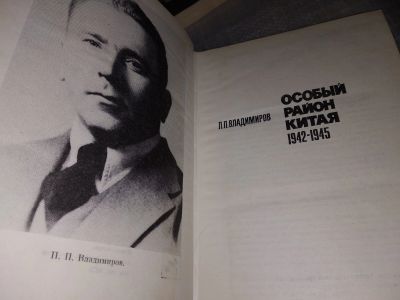 П. П. Владимиров.
П.П.ВЛАДИМИРОВ
ОСОБЫЙ
РАЙОН
КИТАЯ
1942-1945